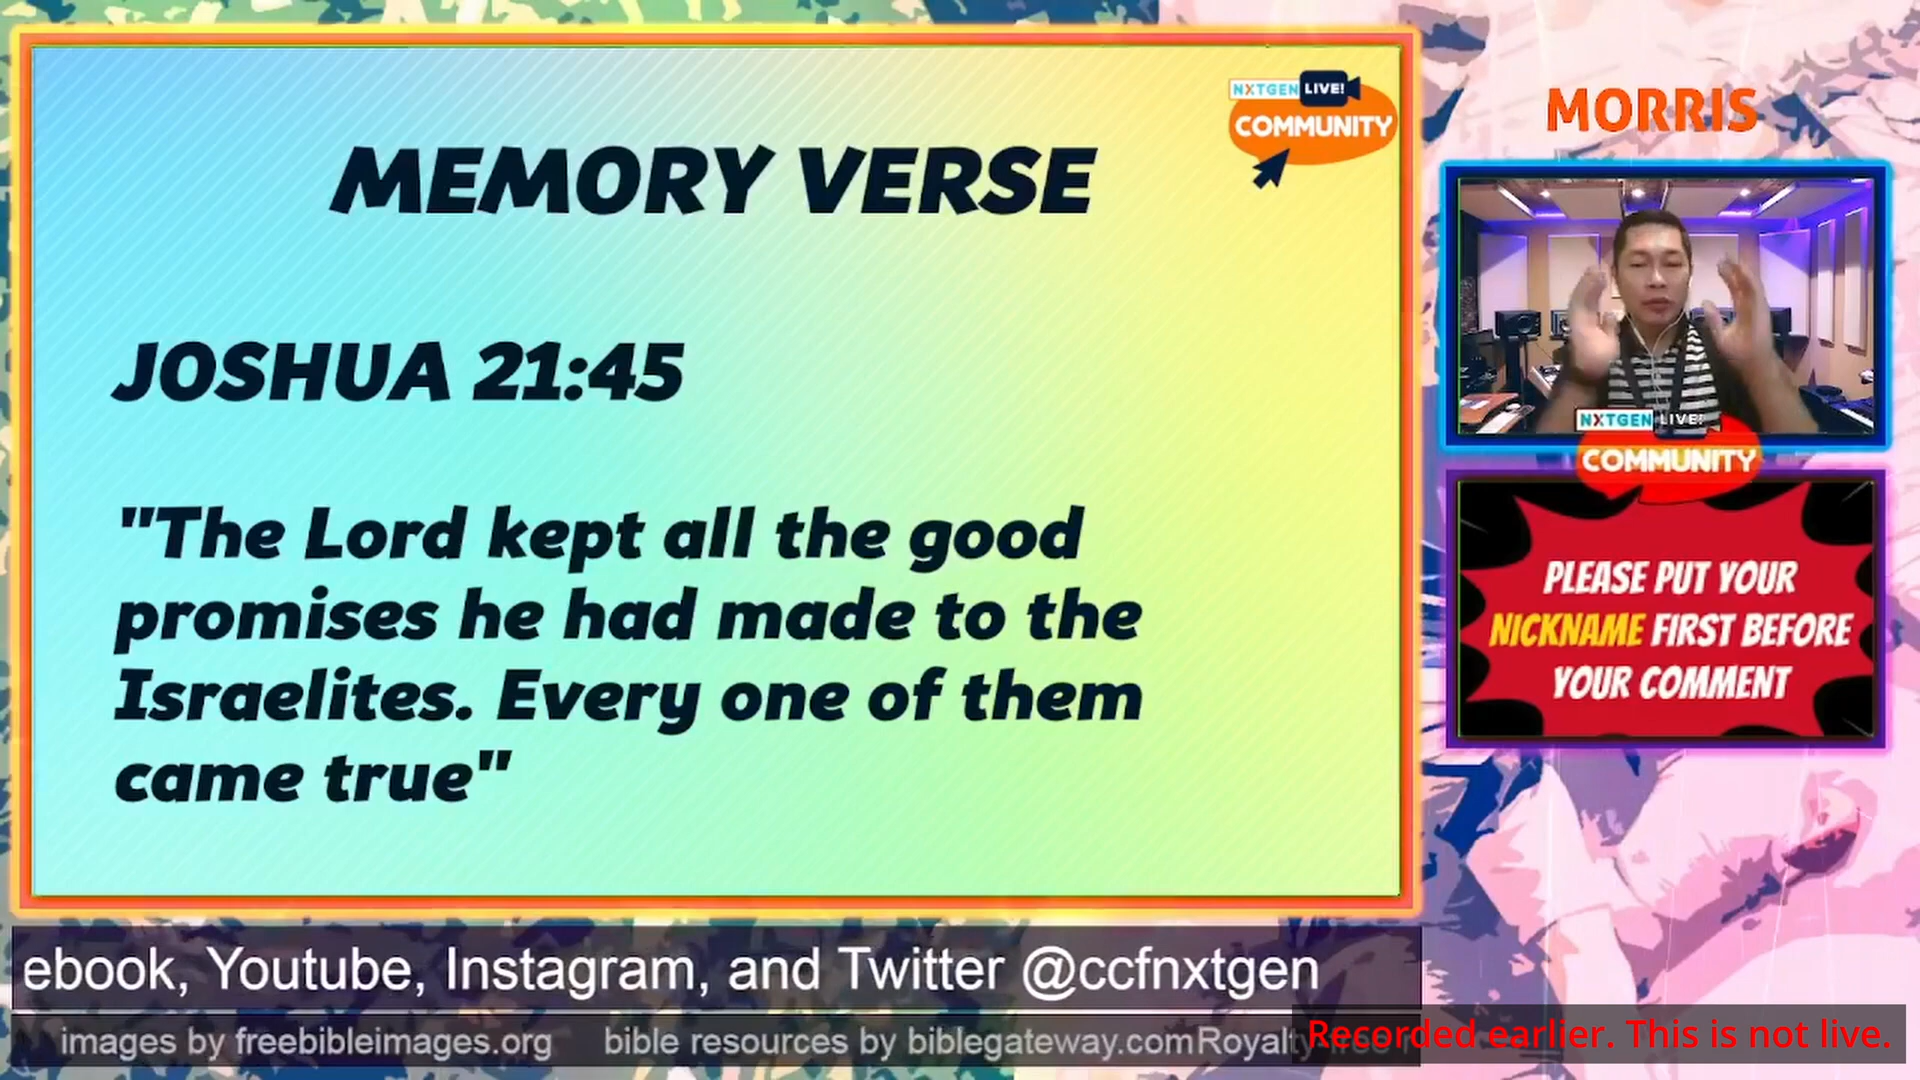 NXTGEN LIVE!
COMMUNITY
MEMORY VERSE
JOSHUA 21:45
"The Lord kept all the good
promises he had made to the
Israelites. Every one of them
came true"
MORRIS
NXTGEN LIVE!
COMMUNITY
PLEASE PUT YOUR
NICKNAME FIRST BEFORE
YOUR COMMENT
ebook, Youtube, Instagram, and Twitter @ccfnxtgen
images by freebibleimages.org bible resources by biblegateway.com
Recorded earlier. This is not live.